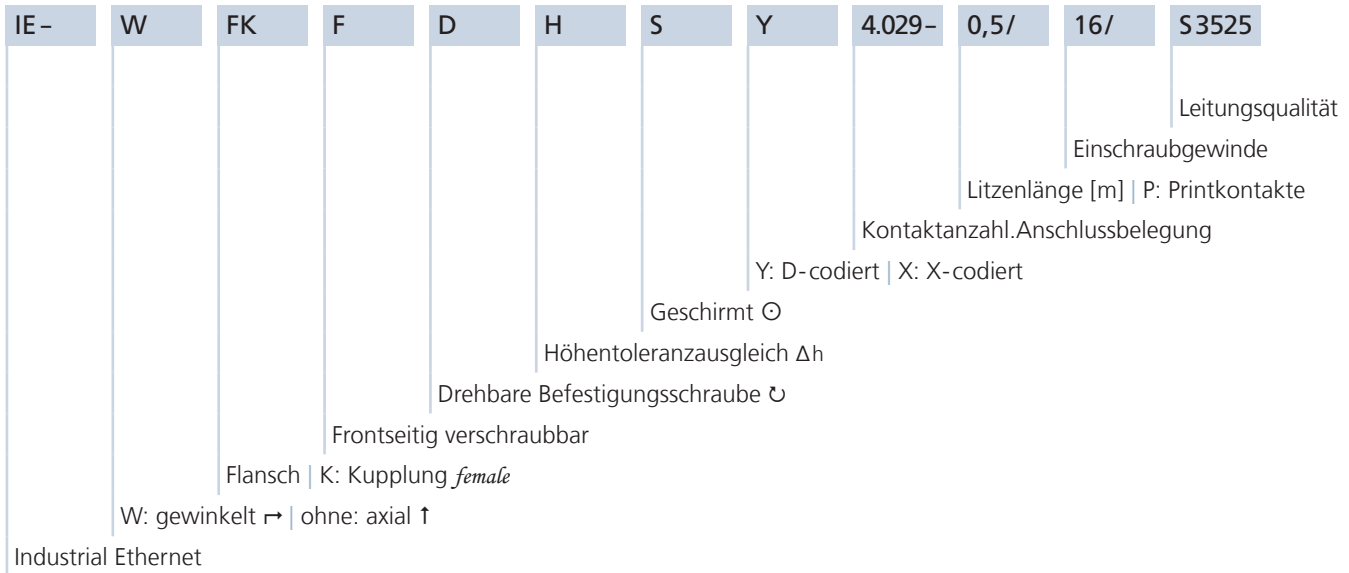 IE– W FK F D H S Y 4.029– 0,5/ 16/ S3525
Leitungsqualität
Einschraubgewinde
Litzenlänge [m] | P: Printkontakte
Kontaktanzahl.Anschlussbelegung
Y: D-codiert | X: X-codiert
Geschirmt ⊙
Höhentoleranzausgleich Δh
Drehbare Befestigungsschraube ↻
Frontseitig verschraubbar
Flansch | K: Kupplung female
W: gewinkelt ↱ | ohne: axial ↑
Industrial Ethernet